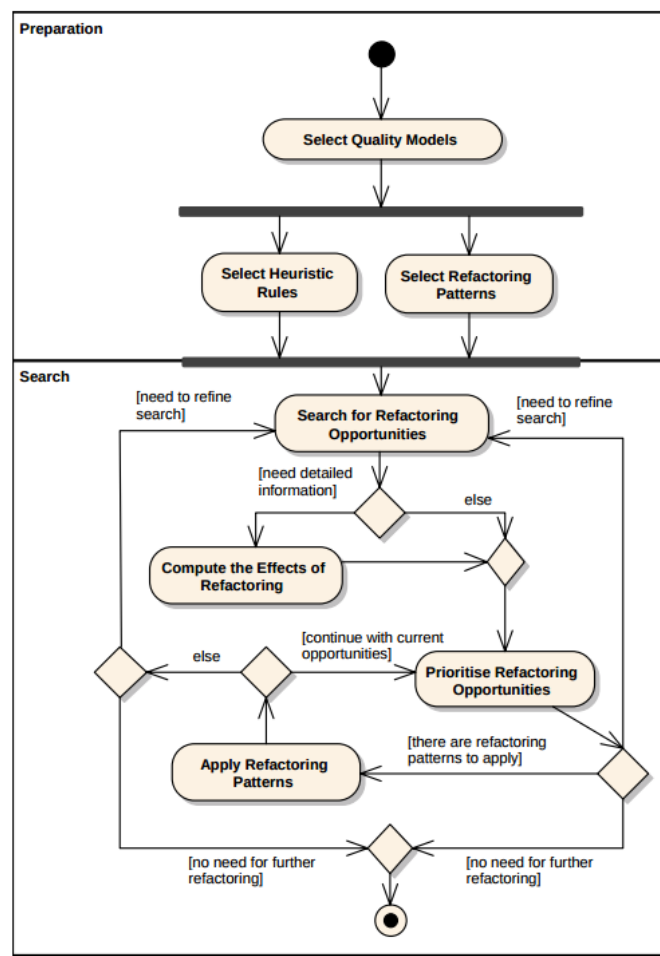 Preparation
Select Quality Models
Select Heuristic
Rules
Select Refactoring
Patterns
Search
[need to refine
search]
Search for Refactoring
Opportunities
[need to refine
search]
[need detailed
information]
else
Compute the Effects of
Refactoring
else
[continue with current
opportunities]
Prioritise Refactoring
Opportunities
Apply Refactoring
Patterns
[there are refactoring
patterns to apply]
[no need for further
refactoring]
[no need for further
refactoring]